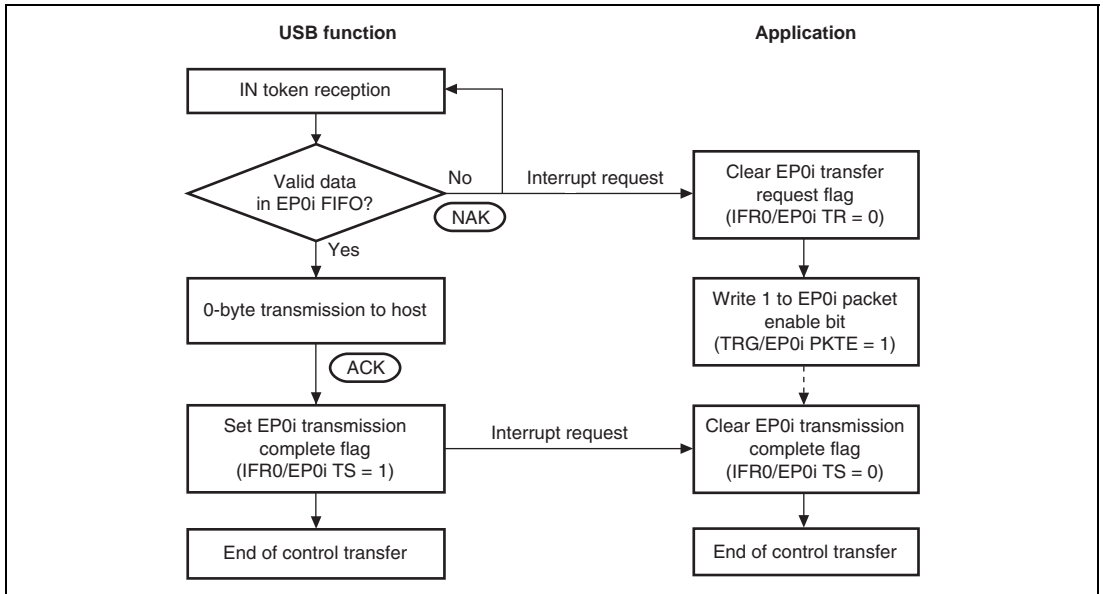 USB function
Application
IN token reception
Valid data
in EP0i FIFO?
No
NAK
Interrupt request
Clear EP0i transfer
request flag
(IFR0/EP0i TR = 0)
Yes
0-byte transmission to host
Write 1 to EP0i packet
enable bit
(TRG/EP0i PKTE = 1)
ACK
Set EP0i transmission
complete flag
(IFR0/EP0i TS = 1)
Interrupt request
Clear EP0i transmission
complete flag
(IFR0/EP0i TS = 0)
End of control transfer
End of control transfer